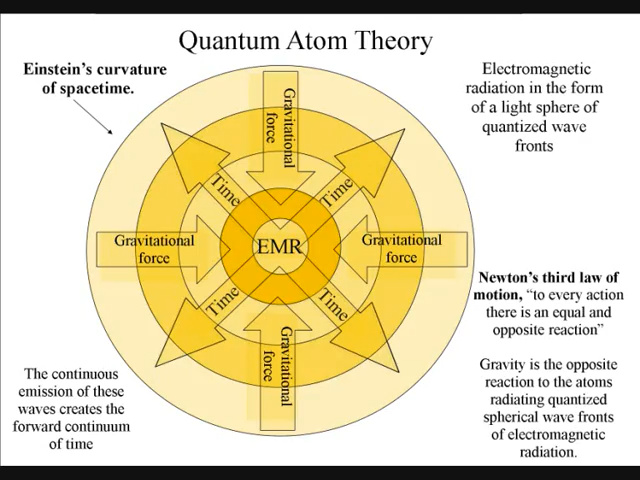 Quantum Atom Theory
Einstein's curvature
of spacetime.
Electromagnetic
radiation in the form
of a light sphere of
quantized wave
fronts
Gravitational
force
Time
Time
Gravitational
force
EMR
Gravitational
force
Time
Time
Gravitational
force
Newton's third law of
motion, “to every action
there is an equal and
opposite reaction”
Gravity is the opposite
reaction to the atoms
radiating quantized
spherical wave fronts
of electromagnetic
radiation.
The continuous
emission of these
waves creates the
forward continuum
of time